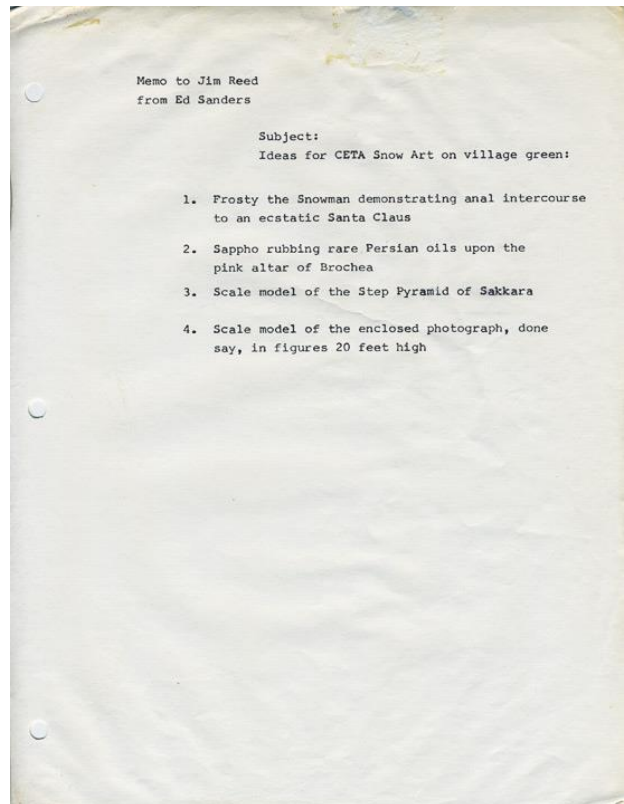 Memo to Jim Reed
from Ed Sanders
Subject:
Ideas for CETA Snow Art on village green:
1. Frosty the Snowman demonstrating anal intercourse
to an ecstatic Santa Claus
2. Sappho rubbing rare Persian oils upon the
pink altar of Brochea
3. Scale model of the Step Pyramid of Sakkara
4. Scale model of the enclosed photograph, done
say, in figures 20 feet high